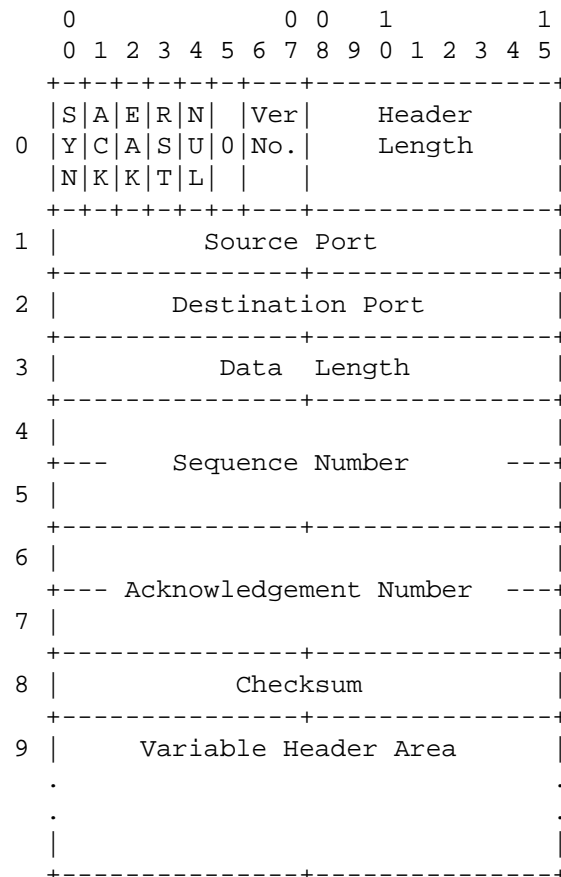 0             0 0   1         1
 0 1 2 3 4 5 6 7 8 9 0 1 2 3 4 5
+-+-+-+-+-+-+---+---------------+
|S|A|E|R|N| |Ver|    Header     |
0 |Y|C|A|S|U|0|No.|    Length     |
|N|K|K|T|L| |   |               |
+-+-+-+-+-+-+---+---------------+
1 |         Source Port           |
+---------------+---------------+
2 |       Destination Port        |
+---------------+---------------+
3 |          Data  Length         |
+---------------+---------------+
4 |                               |
+---    Sequence Number      ---+
5 |                               |
+---------------+---------------+
6 |                               |
+--- Acknowledgement Number  ---+
7 |                               |
+---------------+---------------+
8 |           Checksum            |
+---------------+---------------+
9 |     Variable Header Area      |
.                               .
.                               .
|                               |
+---------------+---------------+